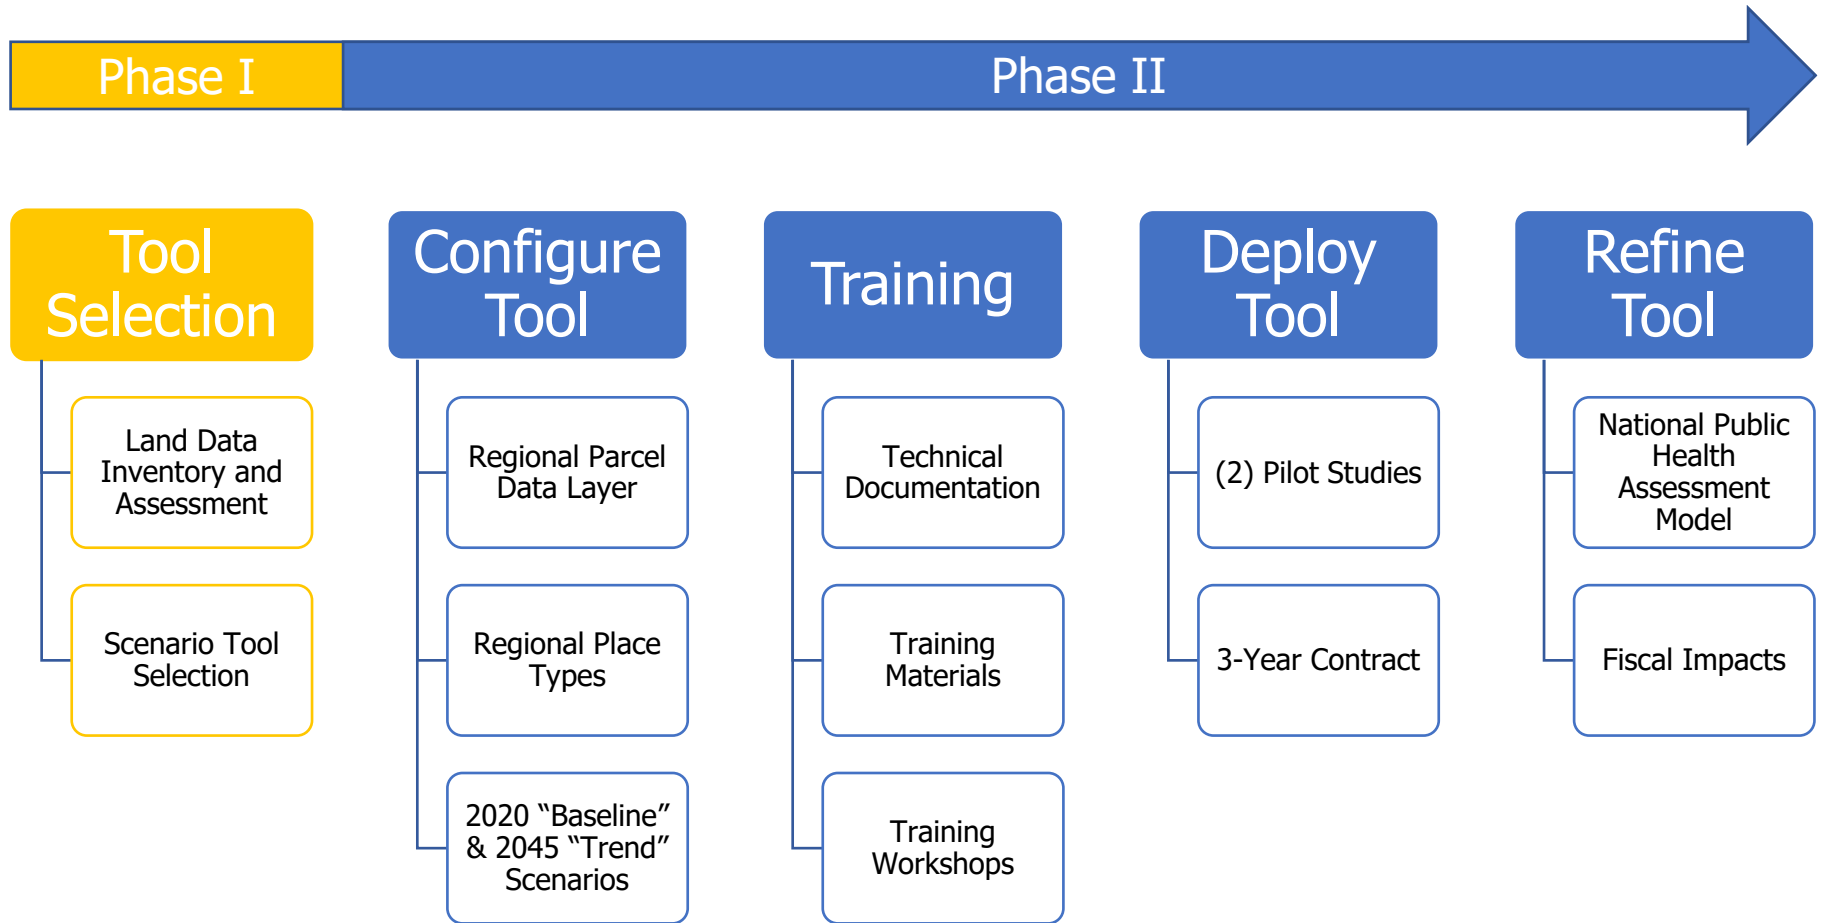 Phase I
Phase II
Tool
Selection
Land Data
Inventory and
Assessment
Scenario Tool
Selection
Configure
Tool
Regional Parcel
Data Layer
Regional Place
Types
2020 “Baseline”
& 2045 “Trend”
Scenarios
Training
Technical
Documentation
Training
Materials
Training
Workshops
Deploy
Tool
(2) Pilot Studies
3-Year Contract
Refine
Tool
National Public
Health
Assessment
Model
Fiscal Impacts